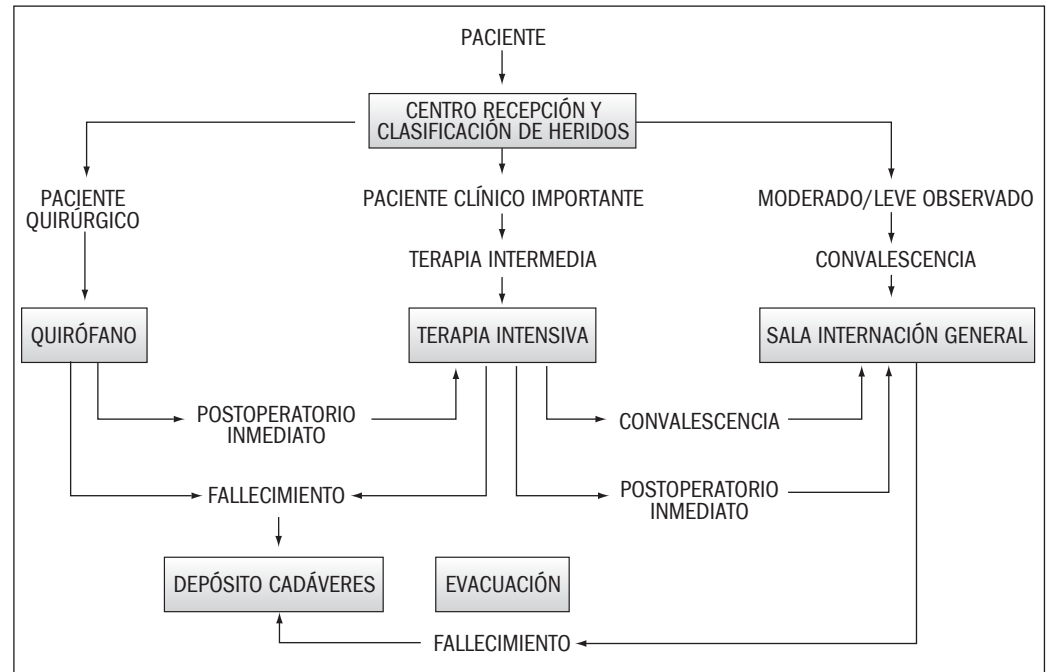 PACIENTE
CENTRO RECEPCIÓN Y
CLASIFICACIÓN DE HERIDOS
PACIENTE
QUIRÚRGICO
PACIENTE CLÍNICO IMPORTANTE
MODERADO/LEVE OBSERVADO
TERAPIA INTERMEDIA
CONVALESCENCIA
QUIRÓFANO
TERAPIA INTENSIVA
SALA INTERNACIÓN GENERAL
POSTOPERATORIO
INMEDIATO
CONVALESCENCIA
FALLECIMIENTO
POSTOPERATORIO
INMEDIATO
DEPÓSITO CADÁVERES
EVACUACIÓN
FALLECIMIENTO